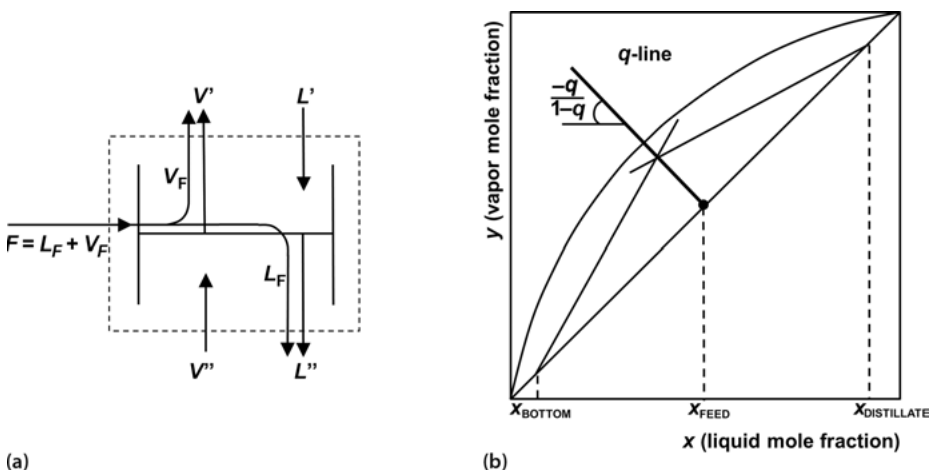 V'
L'
V_F
F = L_F + V_F
L_F
V''
L''
(a)
q-line
−q
1−q
y (vapor mole fraction)
x_BOTTOM
x_FEED
x_DISTILLATE
x (liquid mole fraction)
(b)